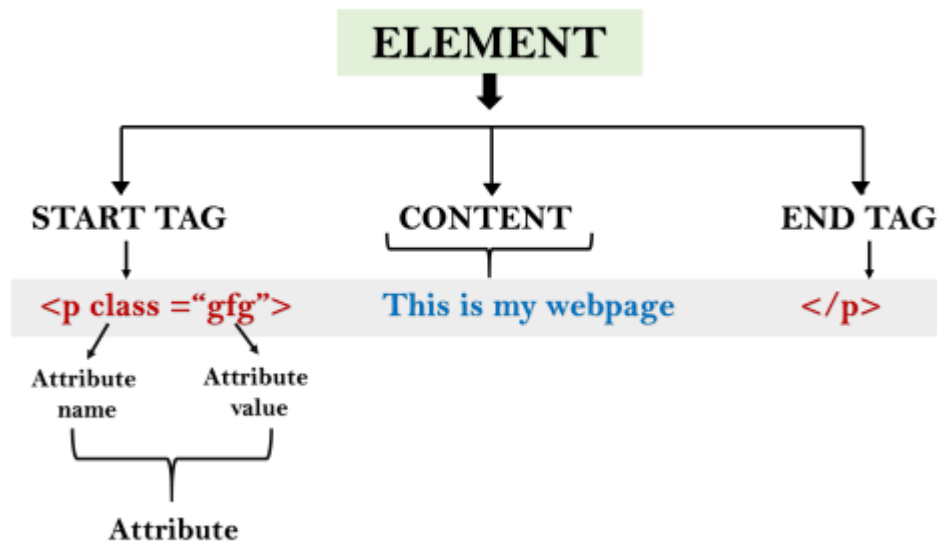 ELEMENT
START TAG
CONTENT
END TAG
<p class =“gfg”>
This is my webpage
</p>
Attribute
name
Attribute
value
Attribute